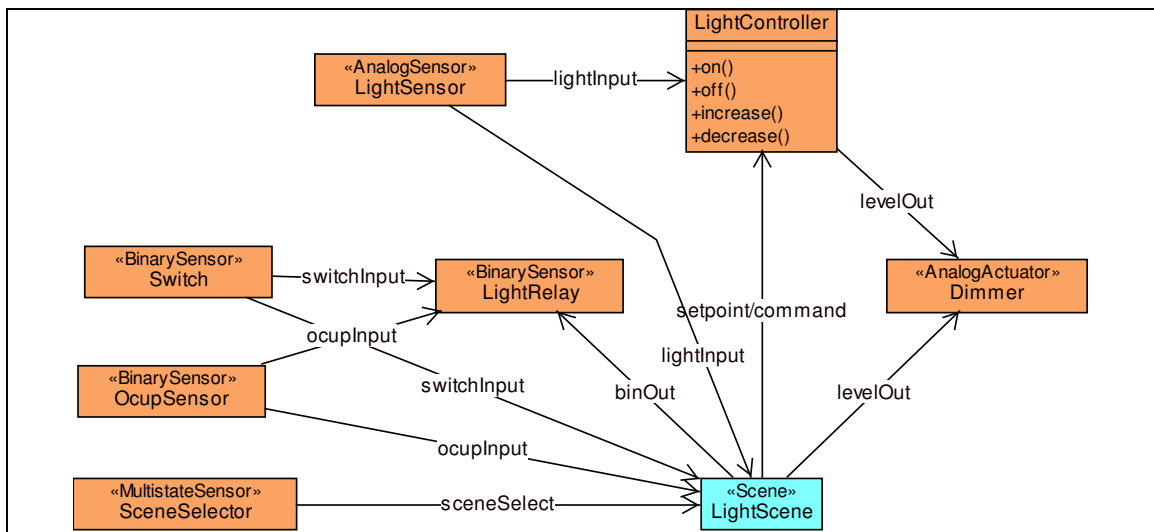 LightController
+on()
+off()
+increase()
+decrease()
«AnalogSensor»
LightSensor
lightInput
levelOut
«BinarySensor»
Switch
switchInput
«BinarySensor»
LightRelay
«AnalogActuator»
Dimmer
setpoint/command
ocupInput
lightInput
«BinarySensor»
OcupSensor
switchInput
binOut
levelOut
ocupInput
«MultistateSensor»
SceneSelector
sceneSelect
«Scene»
LightScene